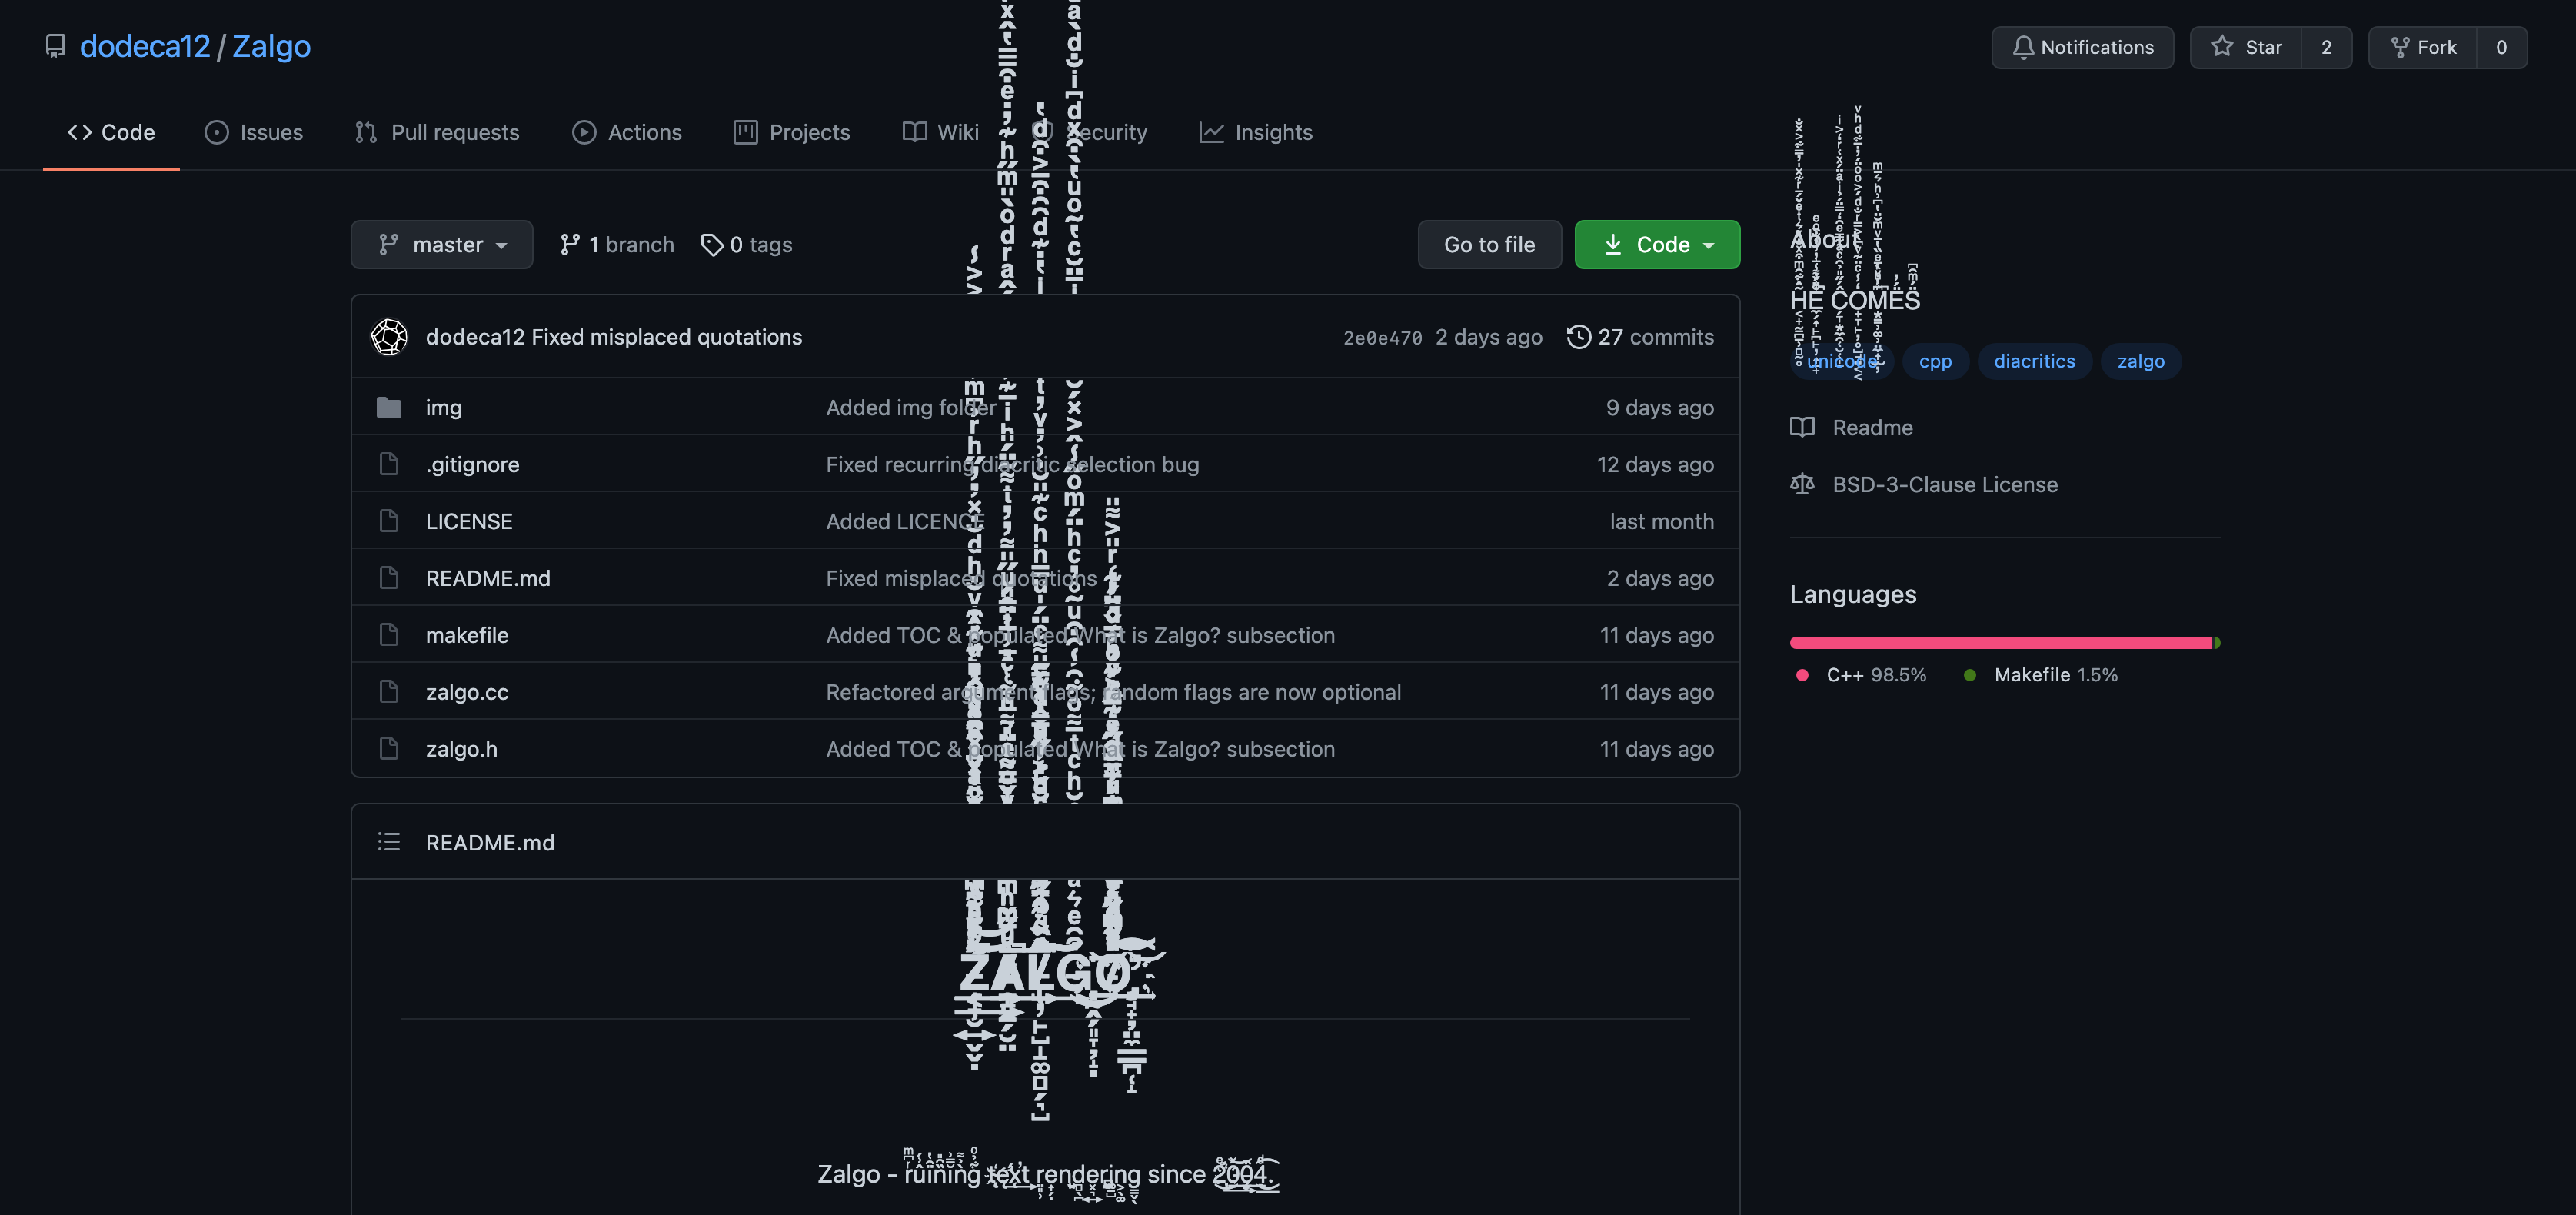 dodeca12 / Zalgo
Notifications Star 2 Fork 0
Code Issues Pull requests Actions Projects Wiki Security Insights
master 1 branch 0 tags Go to file Code
dodeca12 Fixed misplaced quotations 2e0e470 2 days ago 27 commits
img Added img folder 9 days ago
.gitignore Fixed recurring diacritic selection bug 12 days ago
LICENSE Added LICENCE last month
README.md Fixed misplaced quotations 2 days ago
makefile Added TOC & populated What is Zalgo? subsection 11 days ago
zalgo.cc Refactored argument flags; random flags are now optional 11 days ago
zalgo.h Added TOC & populated What is Zalgo? subsection 11 days ago
README.md
ZALGO
Zalgo - ruining text rendering since 2004.
About
HE COMES
unicode cpp diacritics zalgo
Readme
BSD-3-Clause License
Languages
C++ 98.5% Makefile 1.5%